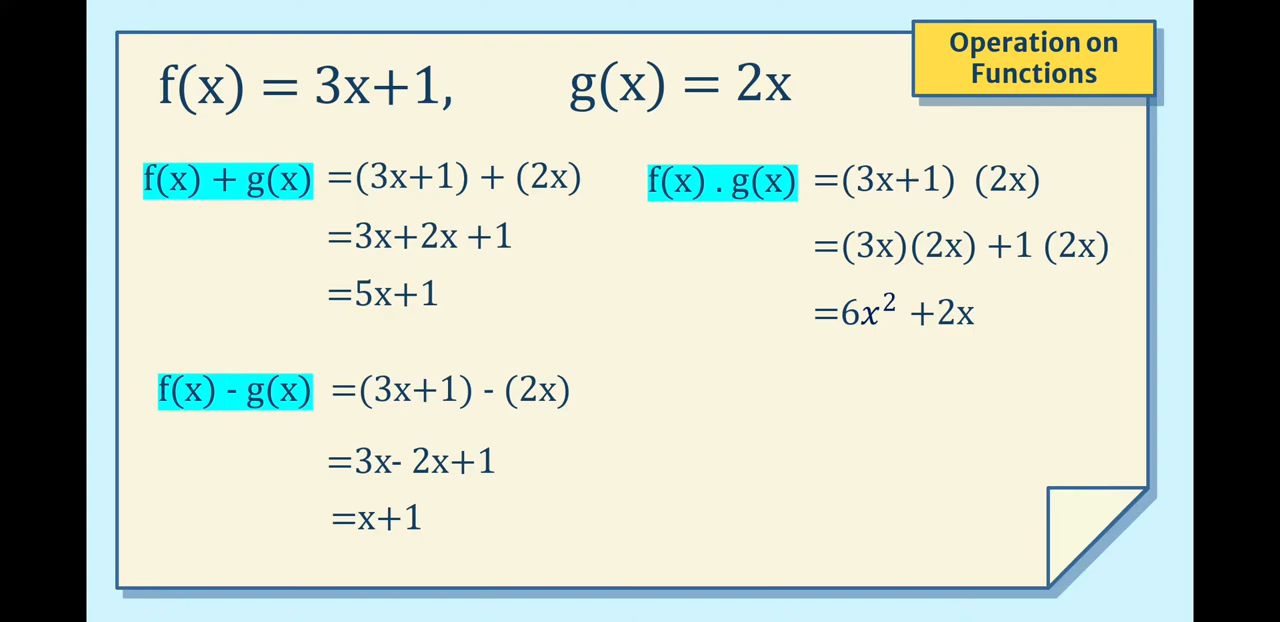 Operation on
Functions
f(x) = 3x+1, g(x) = 2x
f(x) + g(x) =(3x+1) + (2x)
=3x+2x +1
=5x+1
f(x) - g(x) =(3x+1) - (2x)
=3x- 2x+1
=x+1
f(x) . g(x) =(3x+1) (2x)
=(3x)(2x) +1 (2x)
=6x² +2x